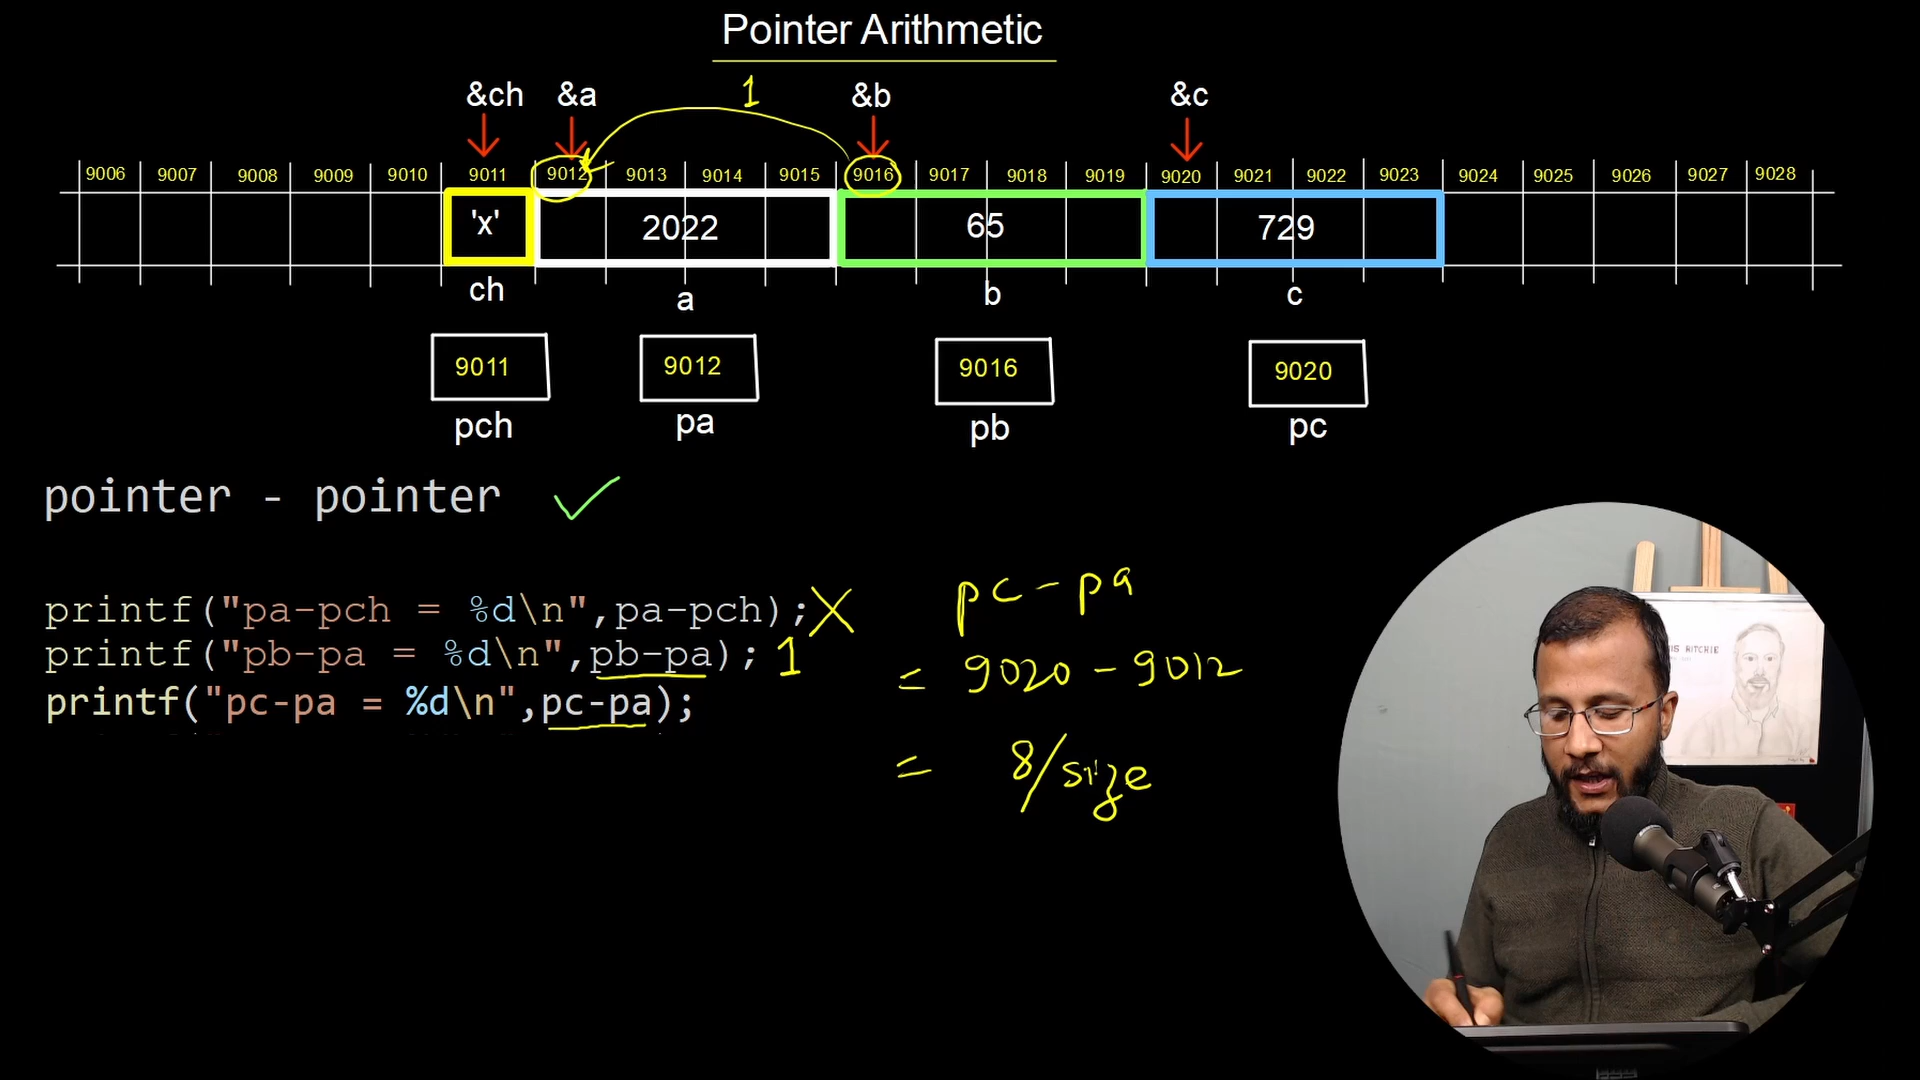 Pointer Arithmetic
&ch &a 1 &b &c
9006 9007 9008 9009 9010 9011 9012 9013 9014 9015 9016 9017 9018 9019 9020 9021 9022 9023 9024 9025 9026 9027 9028
'x' 2022 65 729
ch a b c
9011 9012 9016 9020
pch pa pb pc
pointer - pointer ✓
printf("pa-pch = %d\n",pa-pch); X
printf("pb-pa = %d\n",pb-pa); 1
printf("pc-pa = %d\n",pc-pa);
pc - pa
= 9020 - 9012
= 8/size
RITCHIE